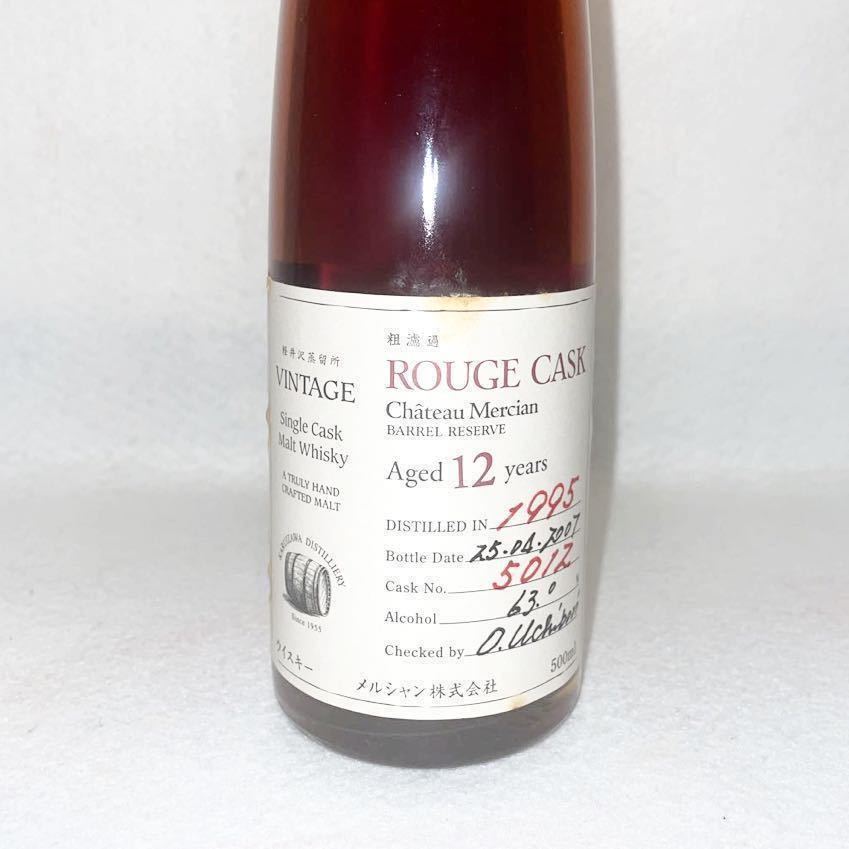 軽井沢蒸留所
VINTAGE
Single Cask
Malt Whisky
A TRULY HAND
CRAFTED MALT
KARUIZAWA DISTILLERY
Since 1955
ウイスキー
粗濾過
ROUGE CASK
Château Mercian
BARREL RESERVE
Aged 12 years
DISTILLED IN 1995
Bottle Date 25.04.2007
Cask No. 5012
Alcohol 63.0 %
Checked by O. Uchibori
500ml
メルシャン株式会社